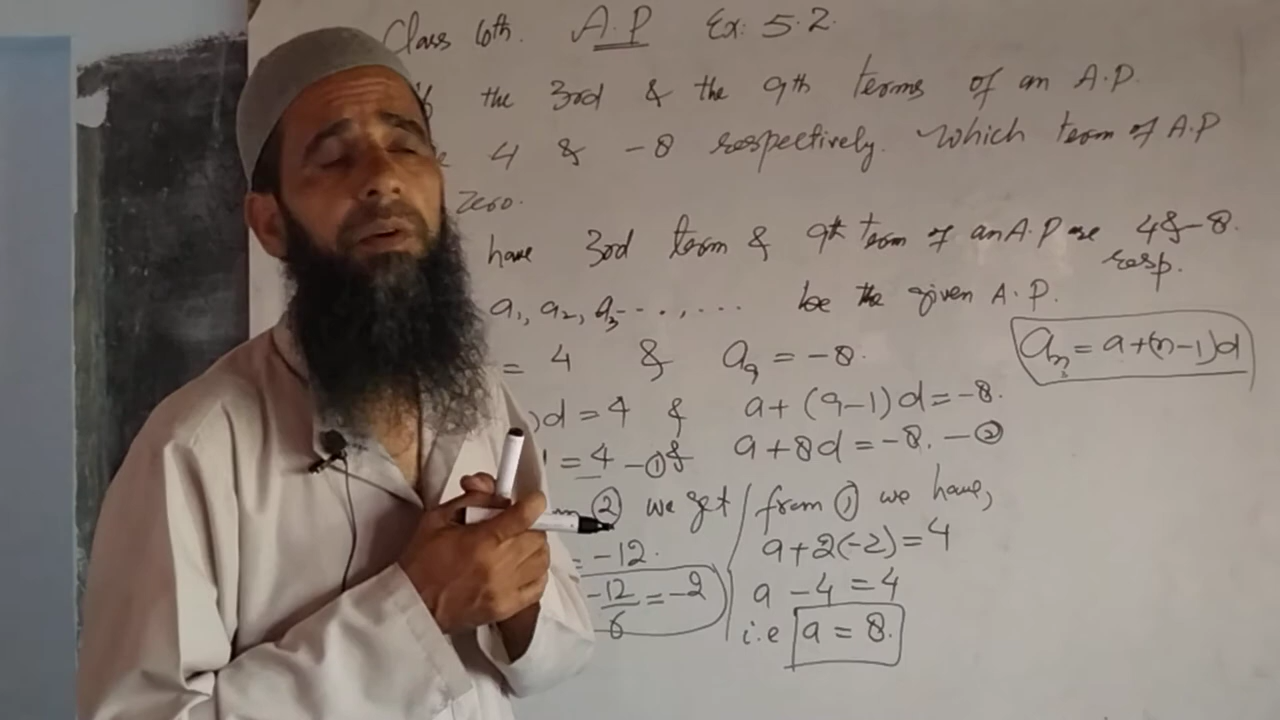 Class 10th. A.P Ex: 5.2.
the 3rd & the 9th terms of an A.P.
4 & -8 respectively. Which term of A.P
zero.
have 3rd term & 9th term of an A.P are 4 & -8.
resp.
a₁, a₂, a₃ - - - , . . . be the given A.P.
= 4 & a₉ = -8.
aₙ = a+(n-1)d
)d = 4 & a+(9-1)d = -8.
= 4 -① & a+8d = -8. -②
② we get
= -12.
-12/6 = -2
from ① we have,
a+2(-2) = 4
a -4 = 4
i.e a = 8.